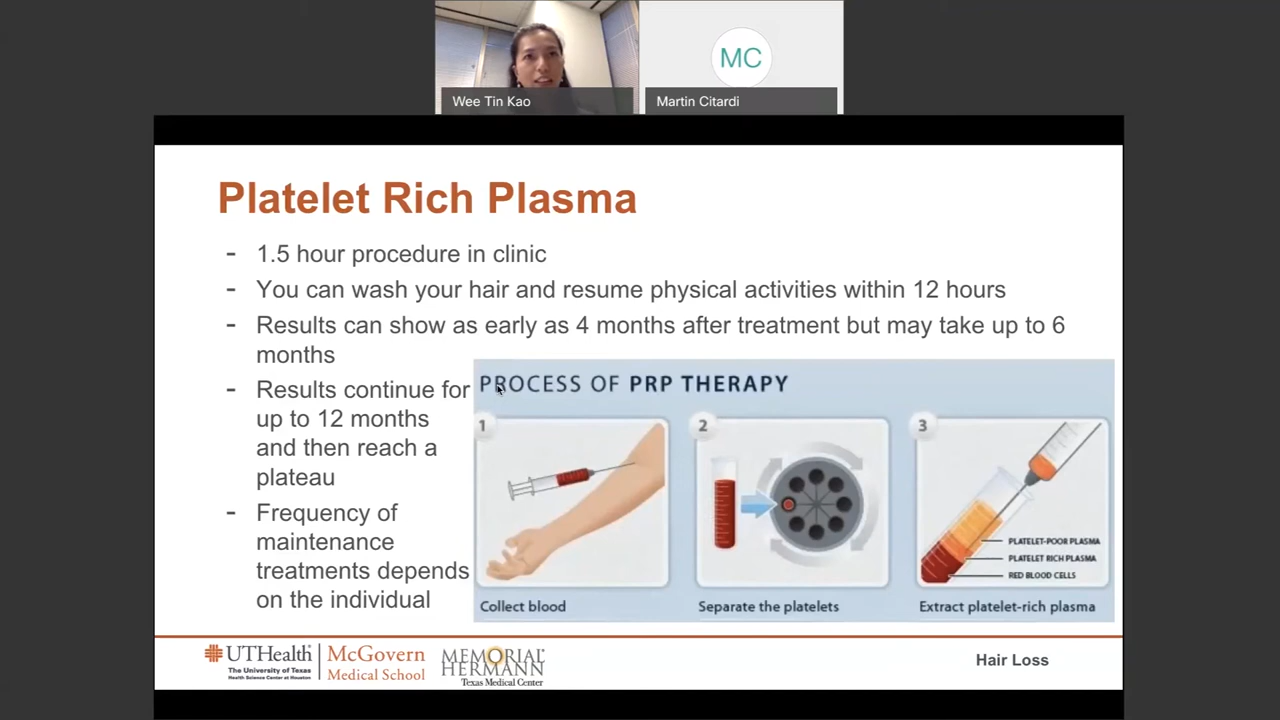 MC
Wee Tin Kao
Martin Citardi
Platelet Rich Plasma
- 1.5 hour procedure in clinic
- You can wash your hair and resume physical activities within 12 hours
- Results can show as early as 4 months after treatment but may take up to 6
months
- Results continue for
up to 12 months
and then reach a
plateau
- Frequency of
maintenance
treatments depends
on the individual
PROCESS OF PRP THERAPY
1
2
3
PLATELET-POOR PLASMA
PLATELET RICH PLASMA
RED BLOOD CELLS
Collect blood
Separate the platelets
Extract platelet-rich plasma
UTHealth
The University of Texas
Health Science Center at Houston
McGovern
Medical School
MEMORIAL
HERMANN
Texas Medical Center
Hair Loss